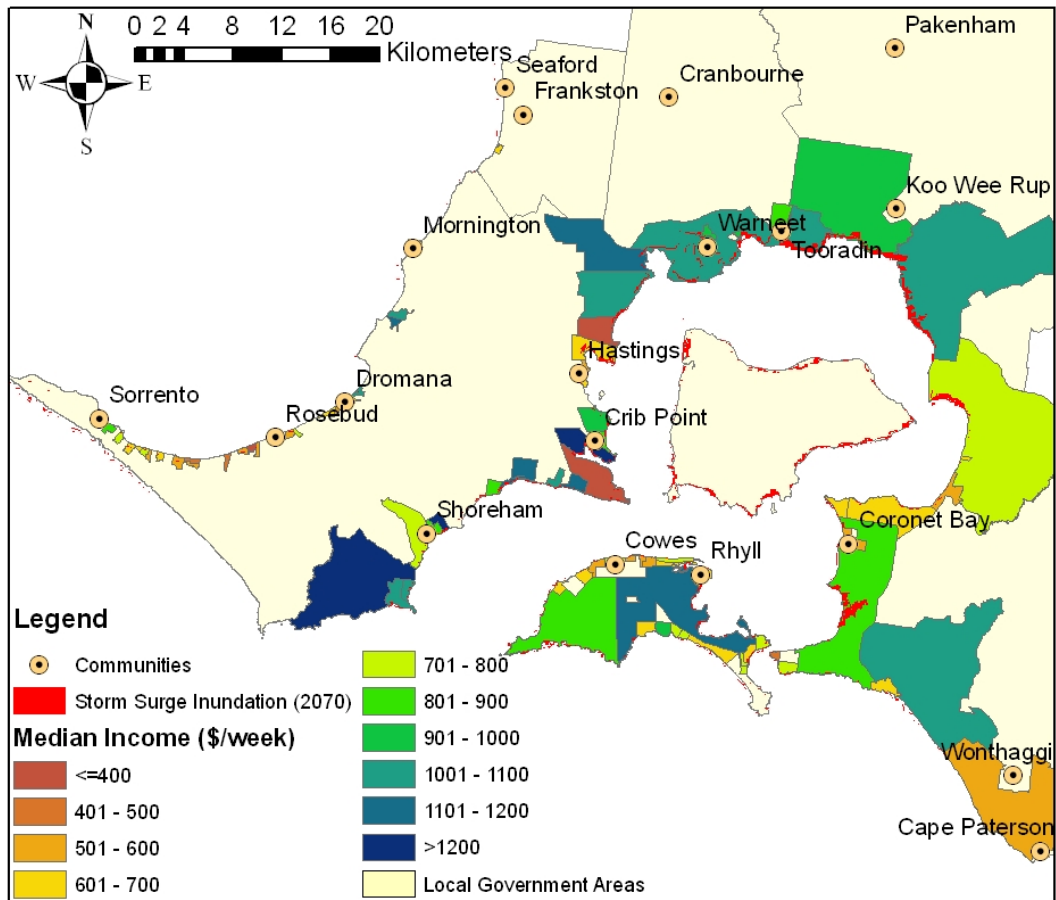 N
W E
S
0 2 4 8 12 16 20
Kilometers
Pakenham
Seaford
Cranbourne
Frankston
Koo Wee Rup
Mornington
Warneet
Tooradin
Hastings
Dromana
Sorrento
Rosebud
Crib Point
Shoreham
Coronet Bay
Cowes
Rhyll
Wonthaggi
Cape Paterson
Legend
Communities
Storm Surge Inundation (2070)
Median Income ($/week)
<=400
401 - 500
501 - 600
601 - 700
701 - 800
801 - 900
901 - 1000
1001 - 1100
1101 - 1200
>1200
Local Government Areas